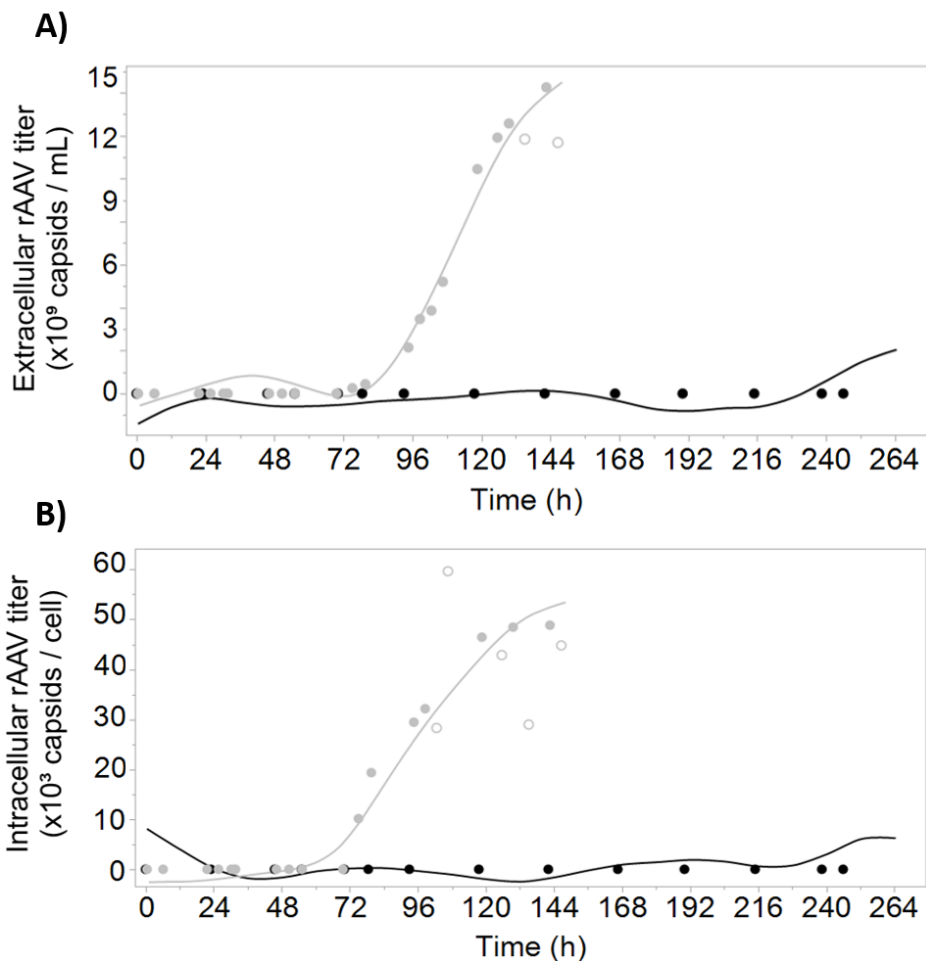 A)
Extracellular rAAV titer
(x10⁹ capsids / mL)
15
12
9
6
3
0
0 24 48 72 96 120 144 168 192 216 240 264
Time (h)
B)
Intracellular rAAV titer
(x10³ capsids / cell)
60
50
40
30
20
10
0
0 24 48 72 96 120 144 168 192 216 240 264
Time (h)